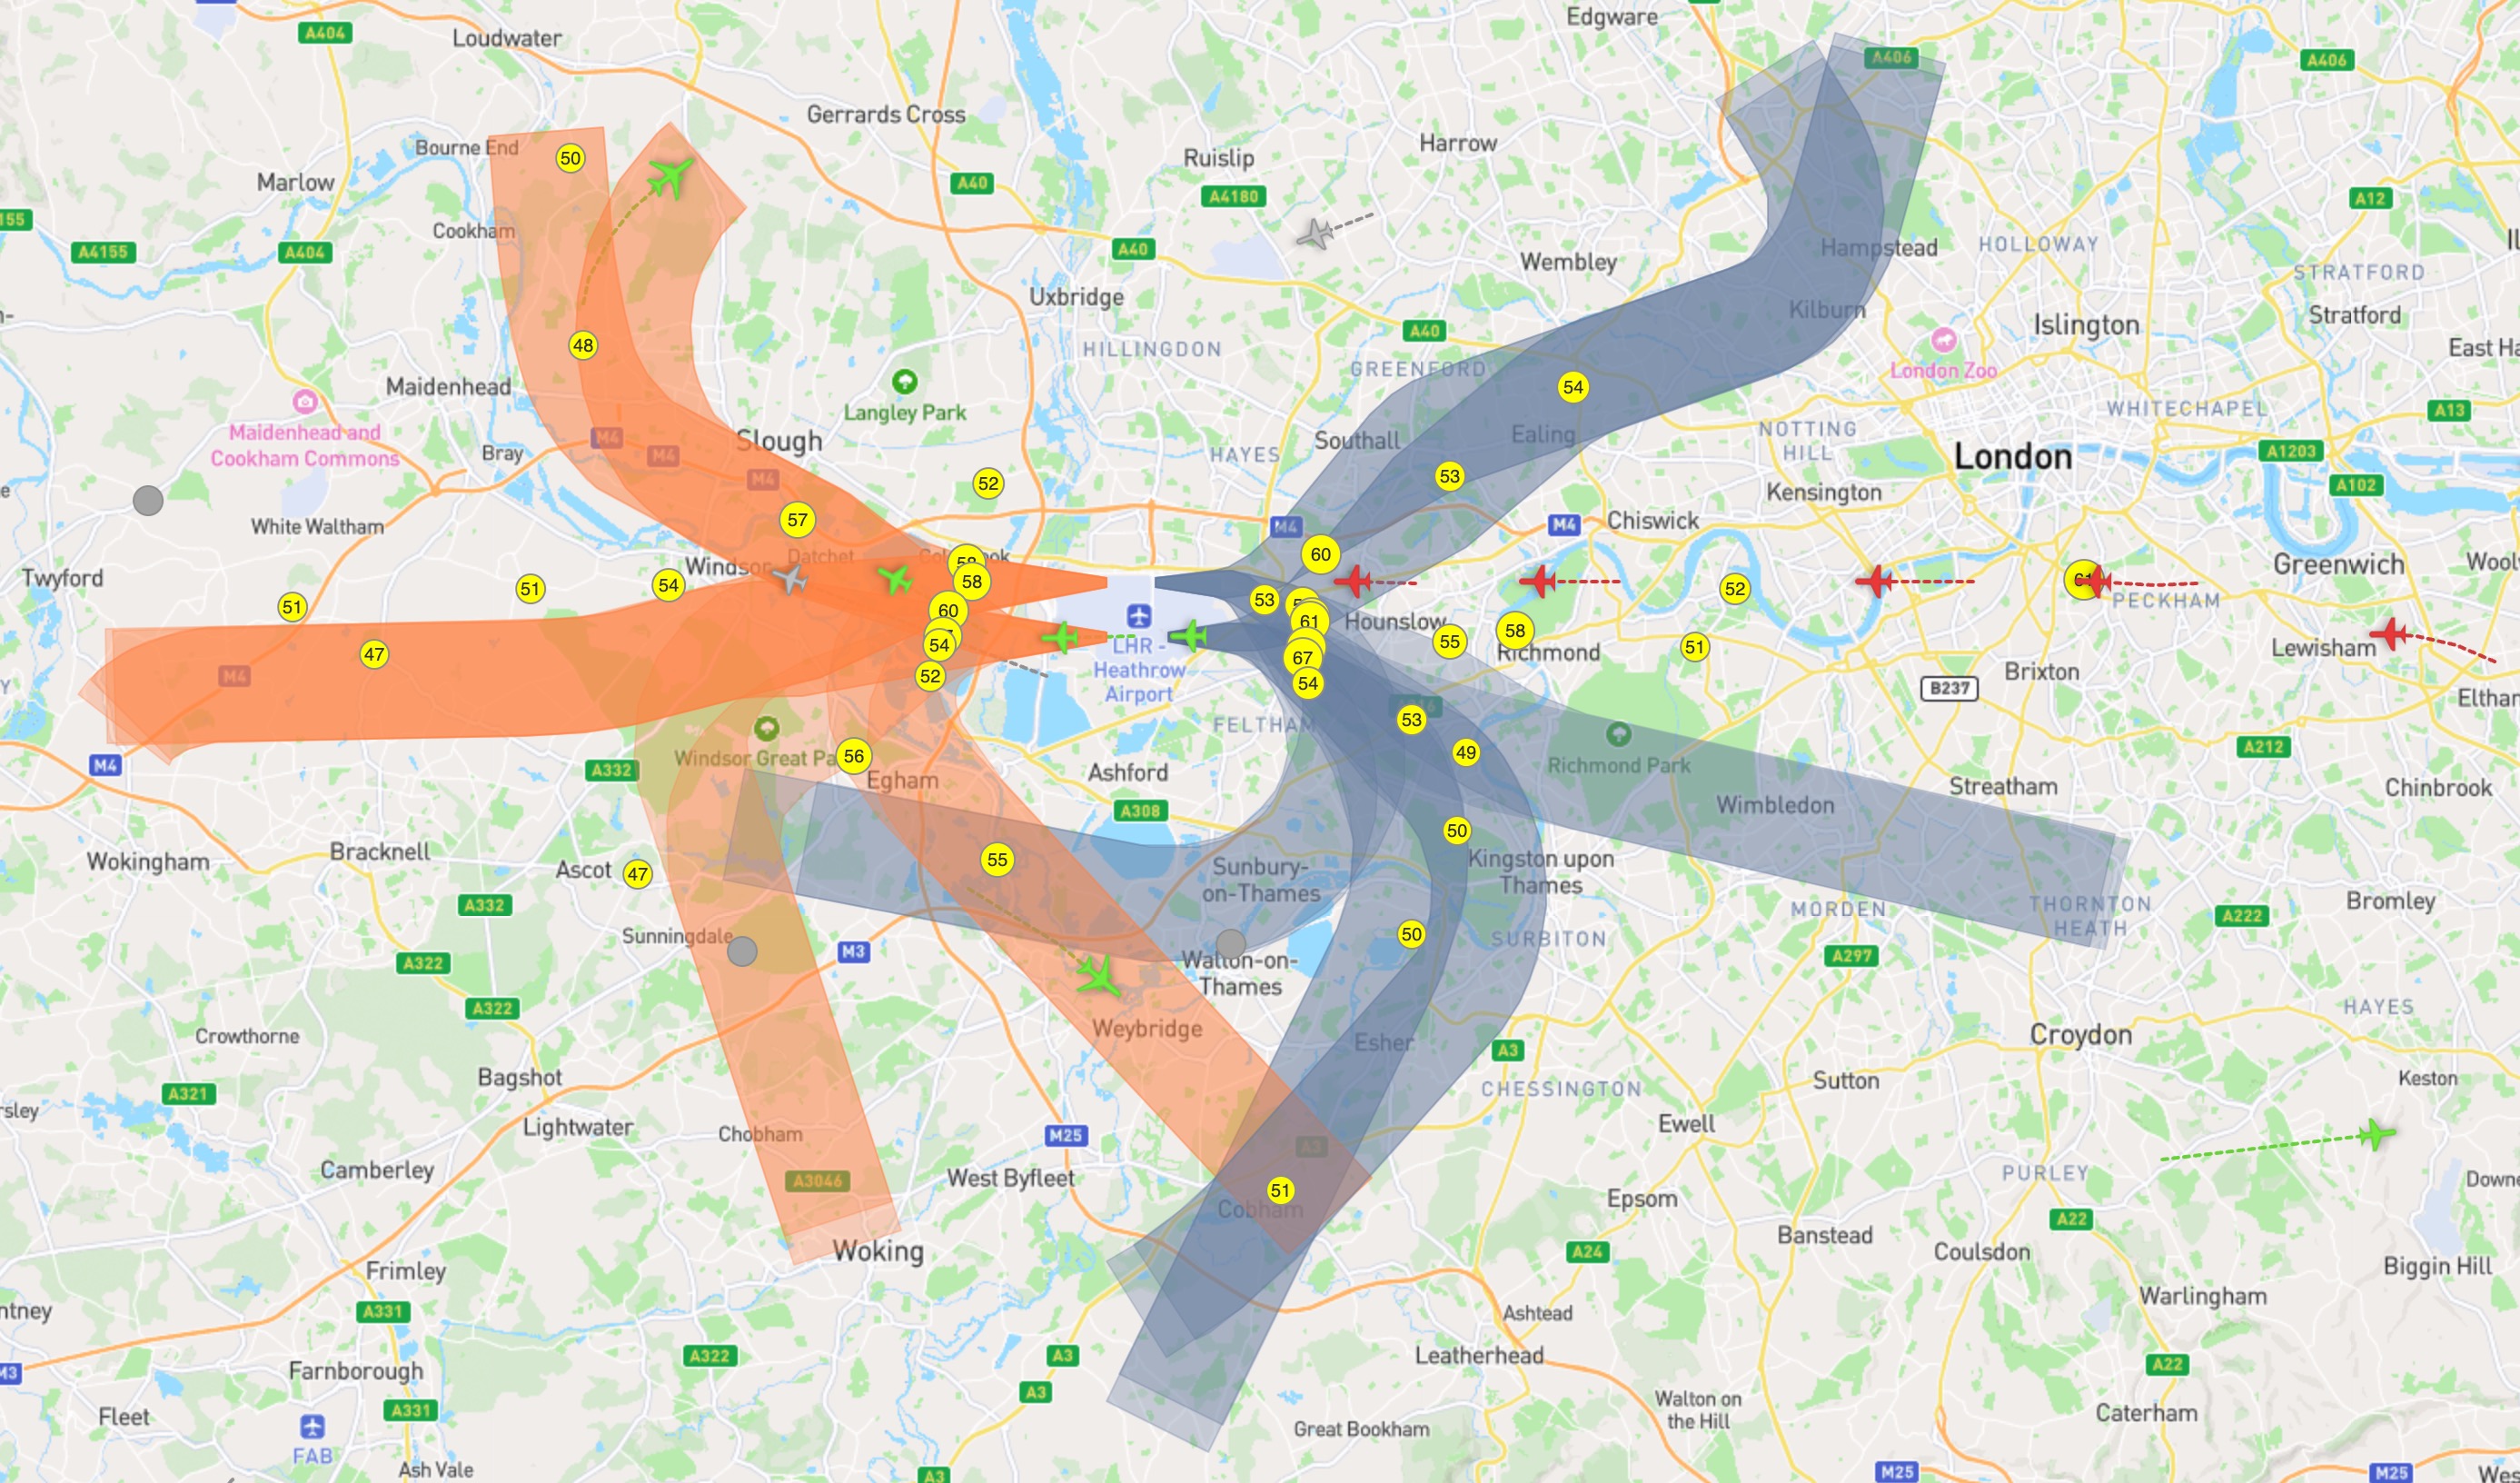 Edgware
A404
Loudwater
A406
A406
Gerrards Cross
Harrow
Bourne End
50
Ruislip
Marlow
A40
A4180
A12
155
Cookham
HOLLOWAY
A4155
A404
A40
Hampstead
Wembley
STRATFORD
Uxbridge
Kilburn
Stratford
Islington
A40
48
HILLINGDON
East Ha
GREENFORD
London Zoo
Maidenhead
54
Langley Park
WHITECHAPEL
A13
Maidenhead and
Cookham Commons
M4
Slough
Southall
Ealing
NOTTING
HILL
Bray
M4
HAYES
London
A1203
M4
52
53
Kensington
A102
57
White Waltham
M4
M4
Chiswick
Windsor
Datchet
60
Greenwich
Twyford
58
51
54
58
52
61
PECKHAM
51
60
53
61
Hounslow
47
54
LHR -
Heathrow
Airport
67
55
58
Richmond
51
Lewisham
M4
52
54
B237
Brixton
53
FELTHAM
Windsor Great Pa
56
49
Richmond Park
A212
M4
A332
Egham
Ashford
Streatham
Chinbrook
A308
50
Wimbledon
Wokingham
Bracknell
Ascot
47
55
Sunbury-
on-Thames
Kingston upon
Thames
A332
MORDEN
THORNTON
HEATH
A222
Bromley
Sunningdale
M3
50
SURBITON
A322
A297
Walton-on-
Thames
A322
HAYES
Crowthorne
Weybridge
Esher
Croydon
A3
Bagshot
CHESSINGTON
Sutton
Keston
A321
rsley
Lightwater
Chobham
M25
A3
Ewell
Camberley
A3046
West Byfleet
51
Cobham
PURLEY
Epsom
A22
Banstead
Woking
A24
Coulsdon
Frimley
Biggin Hill
ntney
A331
Ashtead
Warlingham
A322
A3
Leatherhead
A22
M3
Farnborough
A3
Walton on
the Hill
Fleet
A331
Great Bookham
Caterham
FAB
Ash Vale
A3
M25
M25